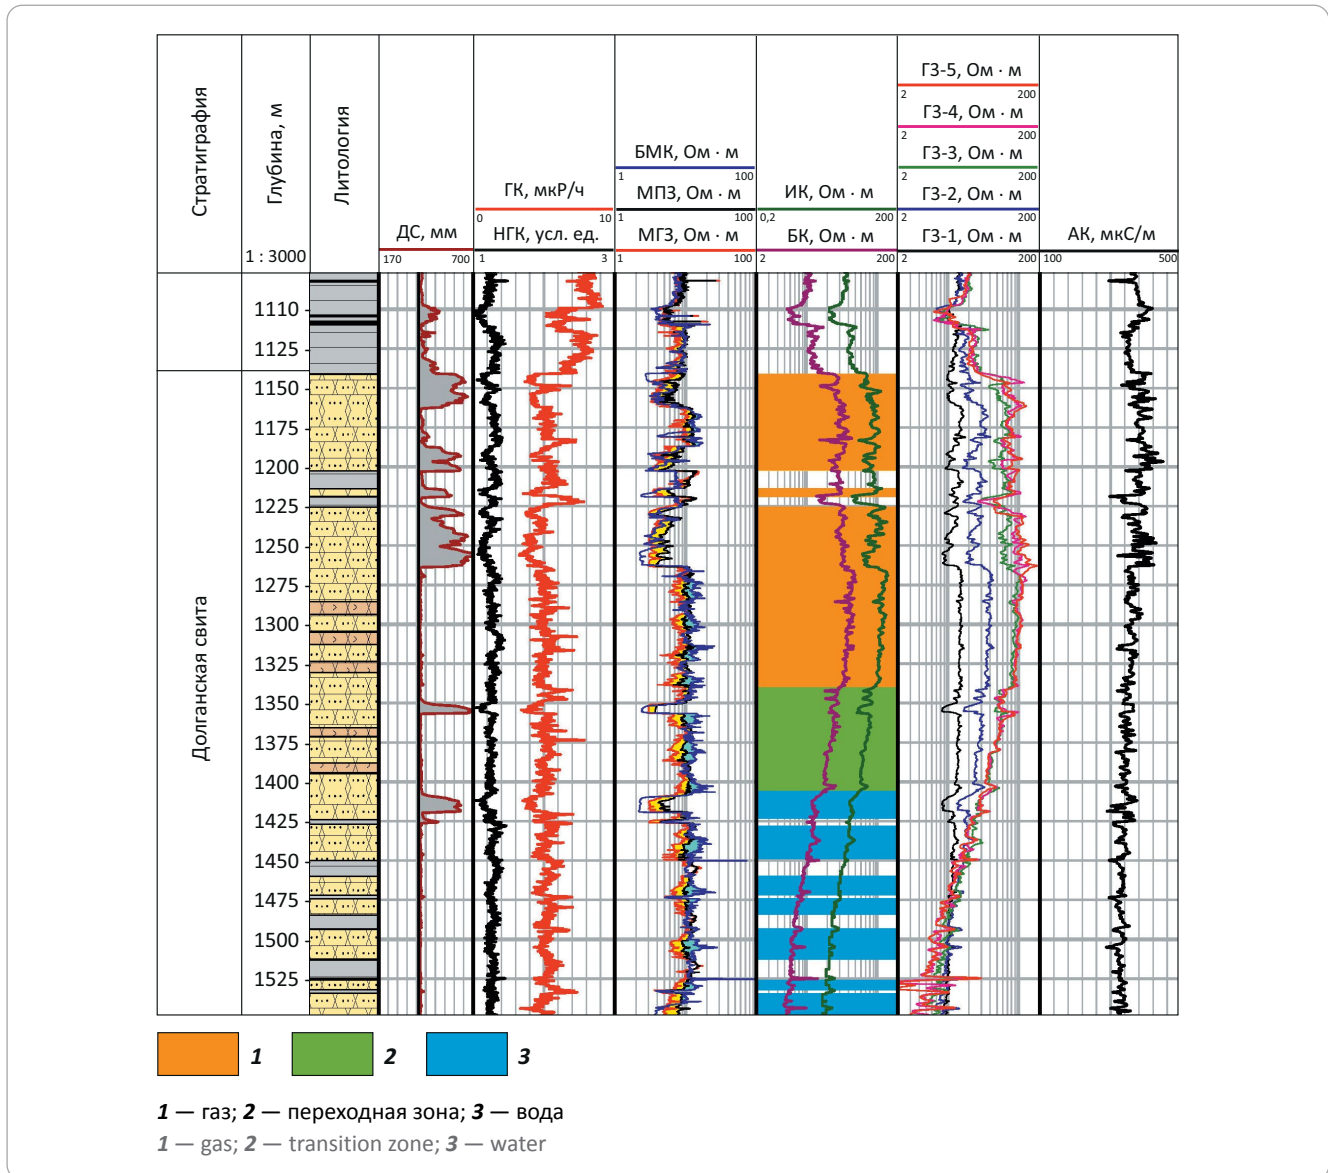 Стратиграфия
Глубина, м
1 : 3000
Литология
ДС, мм
170 700
ГК, мкР/ч
0 10
НГК, усл. ед.
1 3
БМК, Ом · м
1 100
МПЗ, Ом · м
1 100
МГЗ, Ом · м
1 100
ИК, Ом · м
0,2 200
БК, Ом · м
2 200
ГЗ-5, Ом · м
2 200
ГЗ-4, Ом · м
2 200
ГЗ-3, Ом · м
2 200
ГЗ-2, Ом · м
2 200
ГЗ-1, Ом · м
2 200
АК, мкС/м
100 500
Долганская свита
1110
1125
1150
1175
1200
1225
1250
1275
1300
1325
1350
1375
1400
1425
1450
1475
1500
1525
1 2 3
1 — газ; 2 — переходная зона; 3 — вода
1 — gas; 2 — transition zone; 3 — water